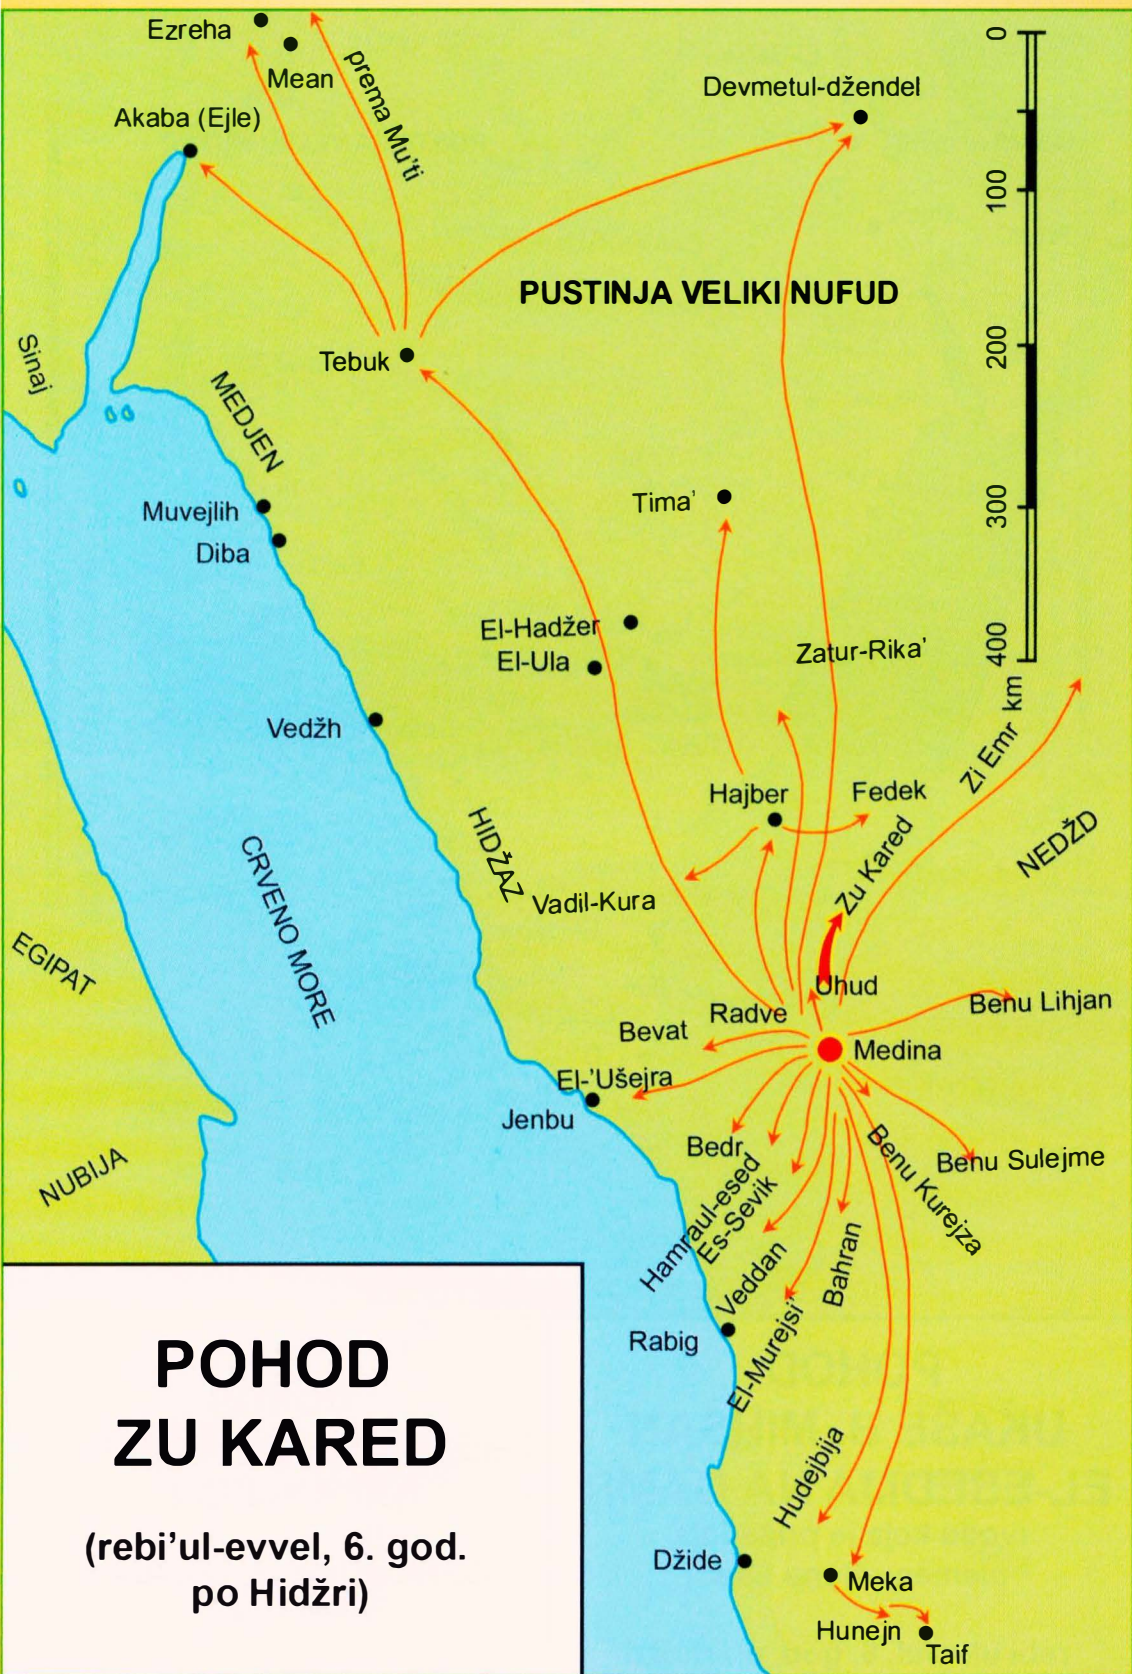 Ezreha
Mean
prema Mu'ti
Akaba (Ejle)
Devmetul-džendel
0
100
200
300
400
km
PUSTINJA VELIKI NUFUD
Tebuk
Sinaj
MEDJEN
Muvejlih
Diba
Tima'
El-Hadžer
El-Ula
Zatur-Rika'
Vedžh
Zi Emr
Hajber
Fedek
NEDŽD
HIDŽAZ
Zu Kared
Vadil-Kura
CRVENO MORE
EGIPAT
Uhud
Radve
Benu Lihjan
Bevat
Medina
El-'Ušejra
Jenbu
Bedr
Benu Kurejza
Benu Sulejme
NUBIJA
Hamraul-esed
Es-Sevik
Veddan
Bahran
Rabig
El-Murejsi'
Hudejbija
Džide
Meka
Hunejn
Taif
POHOD
ZU KARED
(rebi'ul-evvel, 6. god.
po Hidžri)